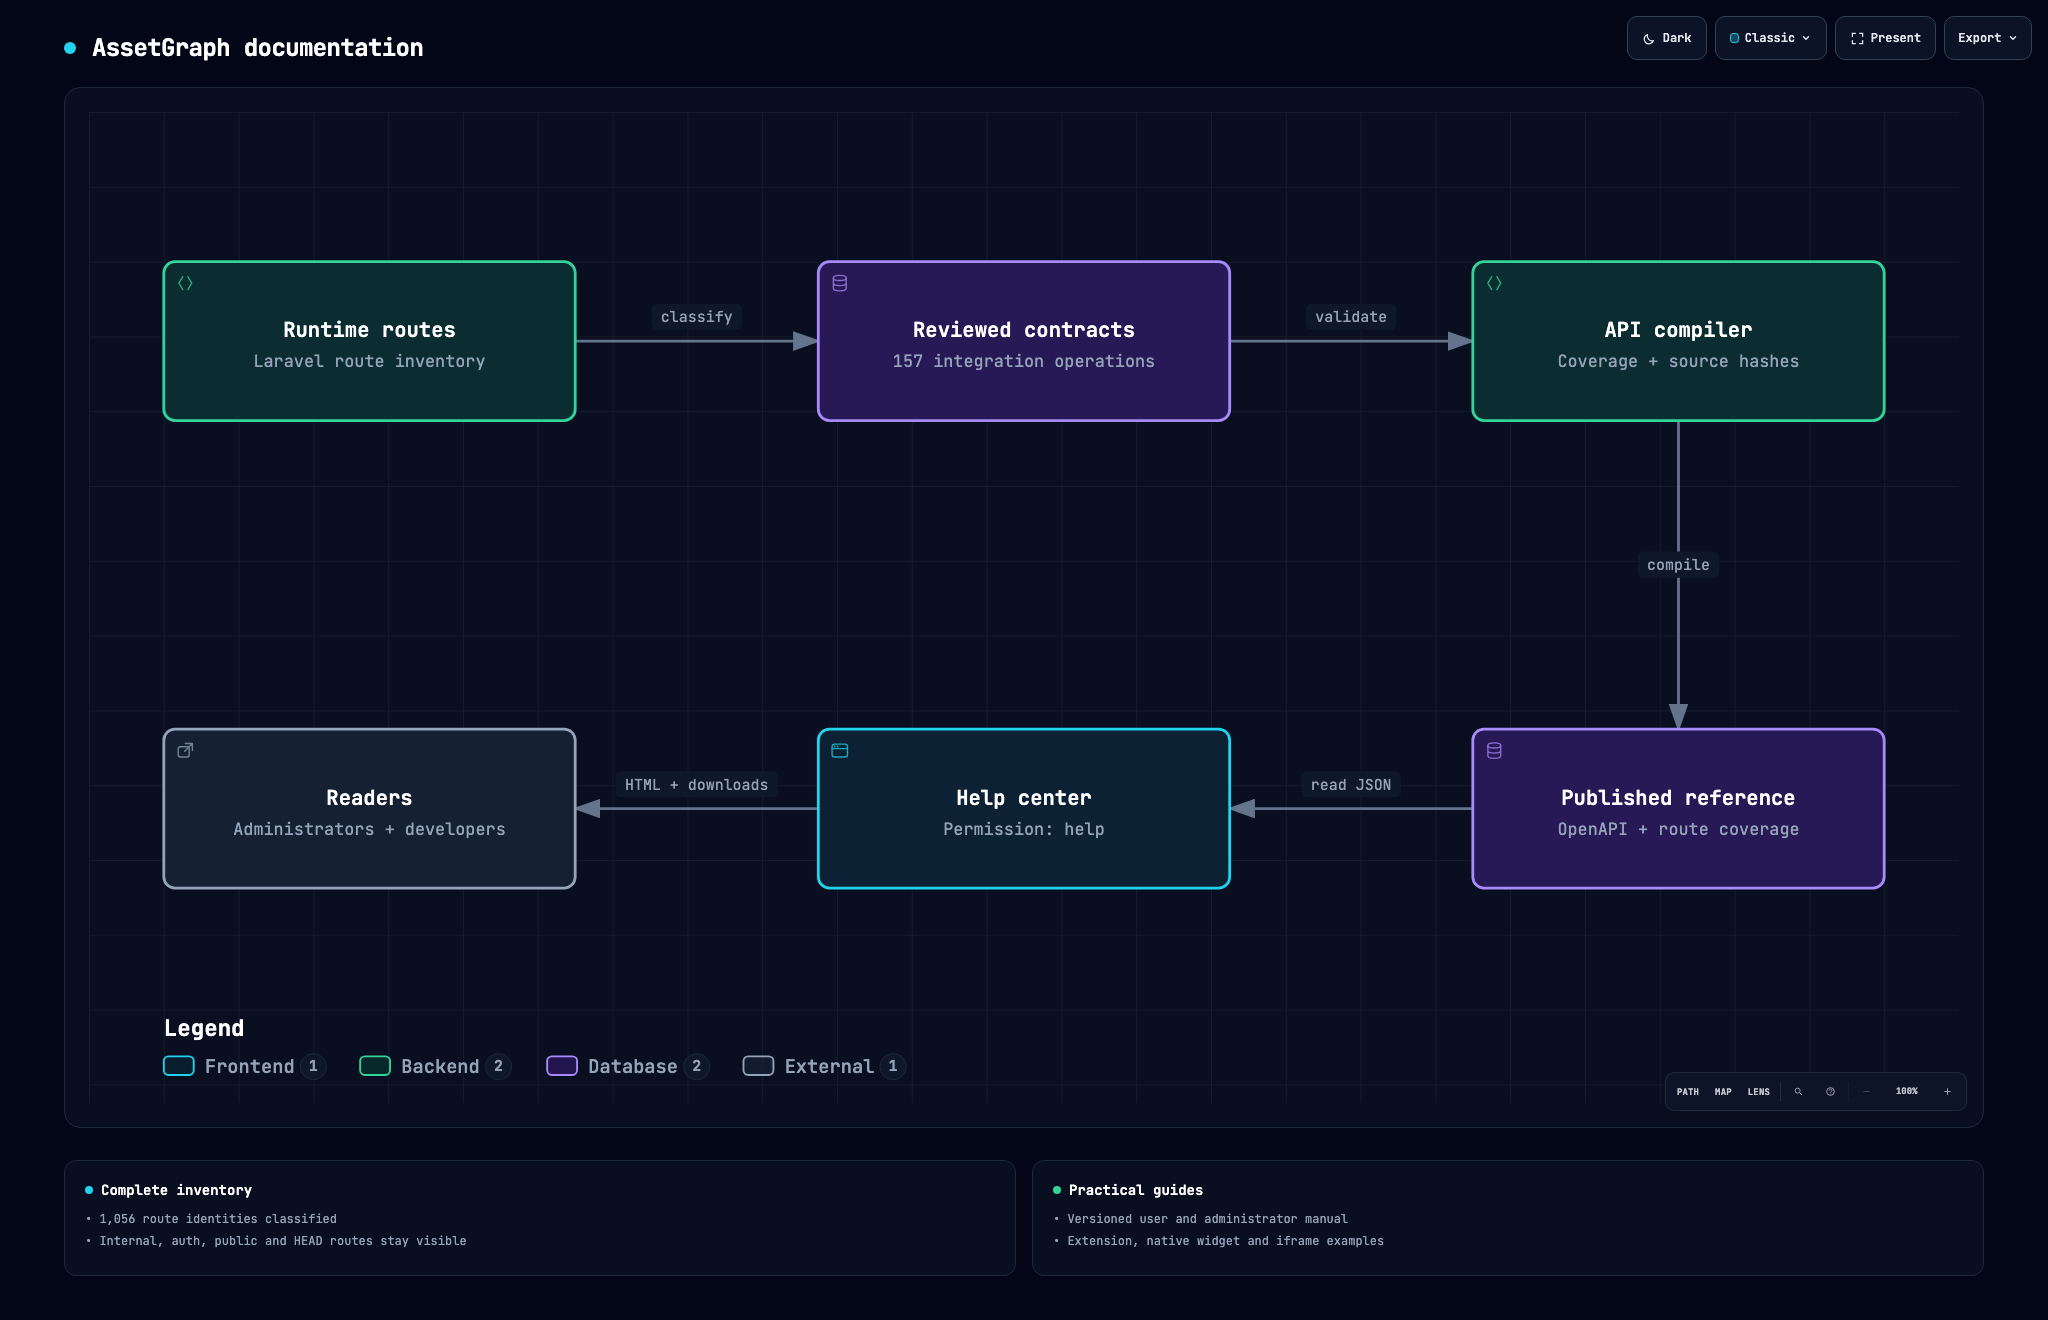 AssetGraph documentation
Dark
Classic
Present
Export
Runtime routes
Laravel route inventory
classify
Reviewed contracts
157 integration operations
validate
API compiler
Coverage + source hashes
compile
Readers
Administrators + developers
HTML + downloads
Help center
Permission: help
read JSON
Published reference
OpenAPI + route coverage
Legend
Frontend 1
Backend 2
Database 2
External 1
PATH MAP LENS − 100% +
Complete inventory
• 1,056 route identities classified
• Internal, auth, public and HEAD routes stay visible
Practical guides
• Versioned user and administrator manual
• Extension, native widget and iframe examples